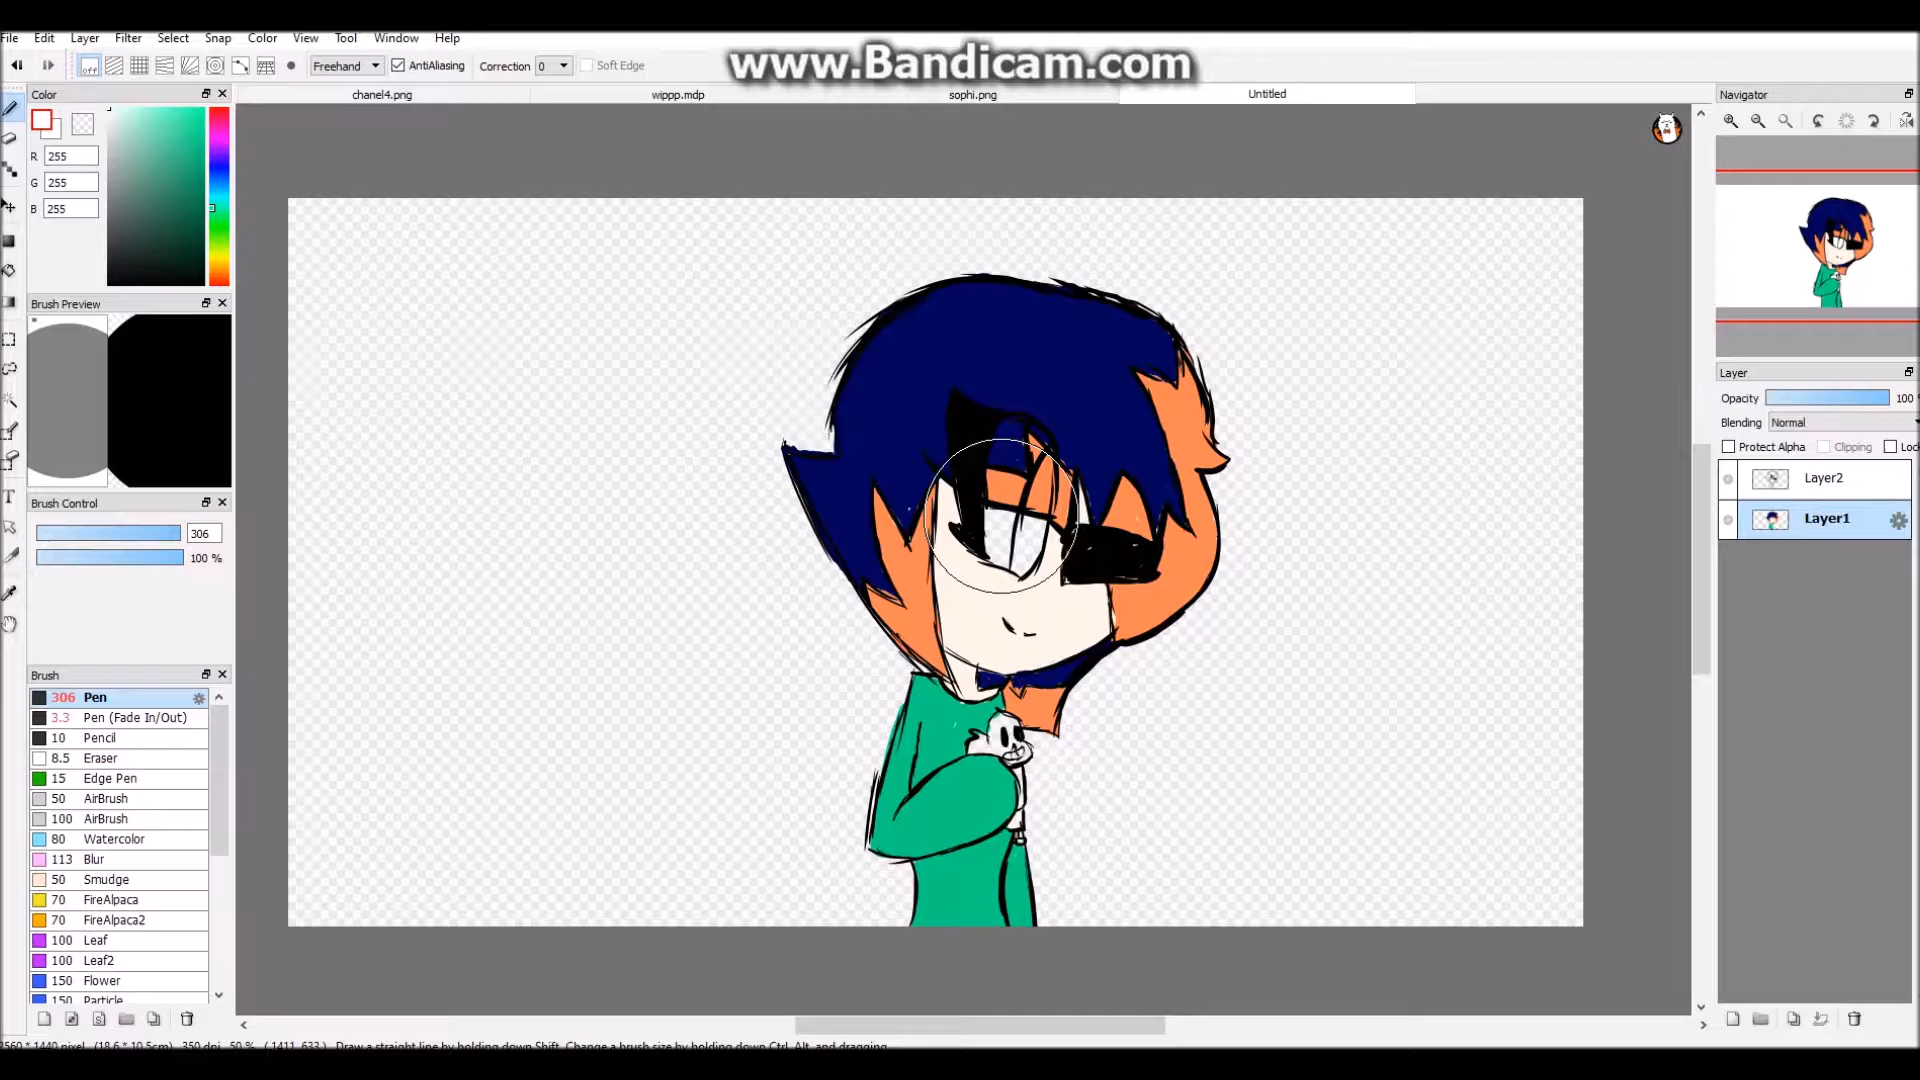 File Edit Layer Filter Select Snap Color View Tool Window Help
www.Bandicam.com
off Freehand AntiAliasing Correction 0 Soft Edge
Color chanel4.png wippp.mdp sophi.png Untitled Navigator
R 255
G 255
B 255
Brush Preview
Layer
Opacity 100 %
Blending Normal
Protect Alpha Clipping Loc
Layer2
Layer1
Brush Control
306
100 %
Brush
306 Pen
3.3 Pen (Fade In/Out)
10 Pencil
8.5 Eraser
15 Edge Pen
50 AirBrush
100 AirBrush
80 Watercolor
113 Blur
50 Smudge
70 FireAlpaca
70 FireAlpaca2
100 Leaf
100 Leaf2
150 Flower
150 Particle
2560 * 1440 pixel (18.6 * 10.5cm) 350 dpi 50 % ( 1411, 633 ) Draw a straight line by holding down Shift, Change a brush size by holding down Ctrl, Alt, and dragging